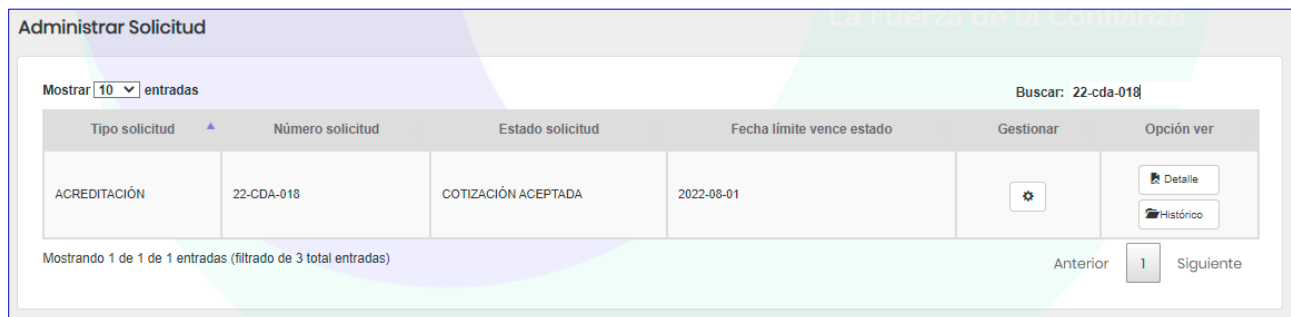 La Fuerza de la Confianza
Administrar Solicitud
Mostrar 10 entradas
Buscar: 22-cda-018
Tipo solicitud Número solicitud Estado solicitud Fecha límite vence estado Gestionar Opción ver
ACREDITACIÓN 22-CDA-018 COTIZACIÓN ACEPTADA 2022-08-01 Detalle
Histórico
Mostrando 1 de 1 de 1 entradas (filtrado de 3 total entradas)
Anterior 1 Siguiente